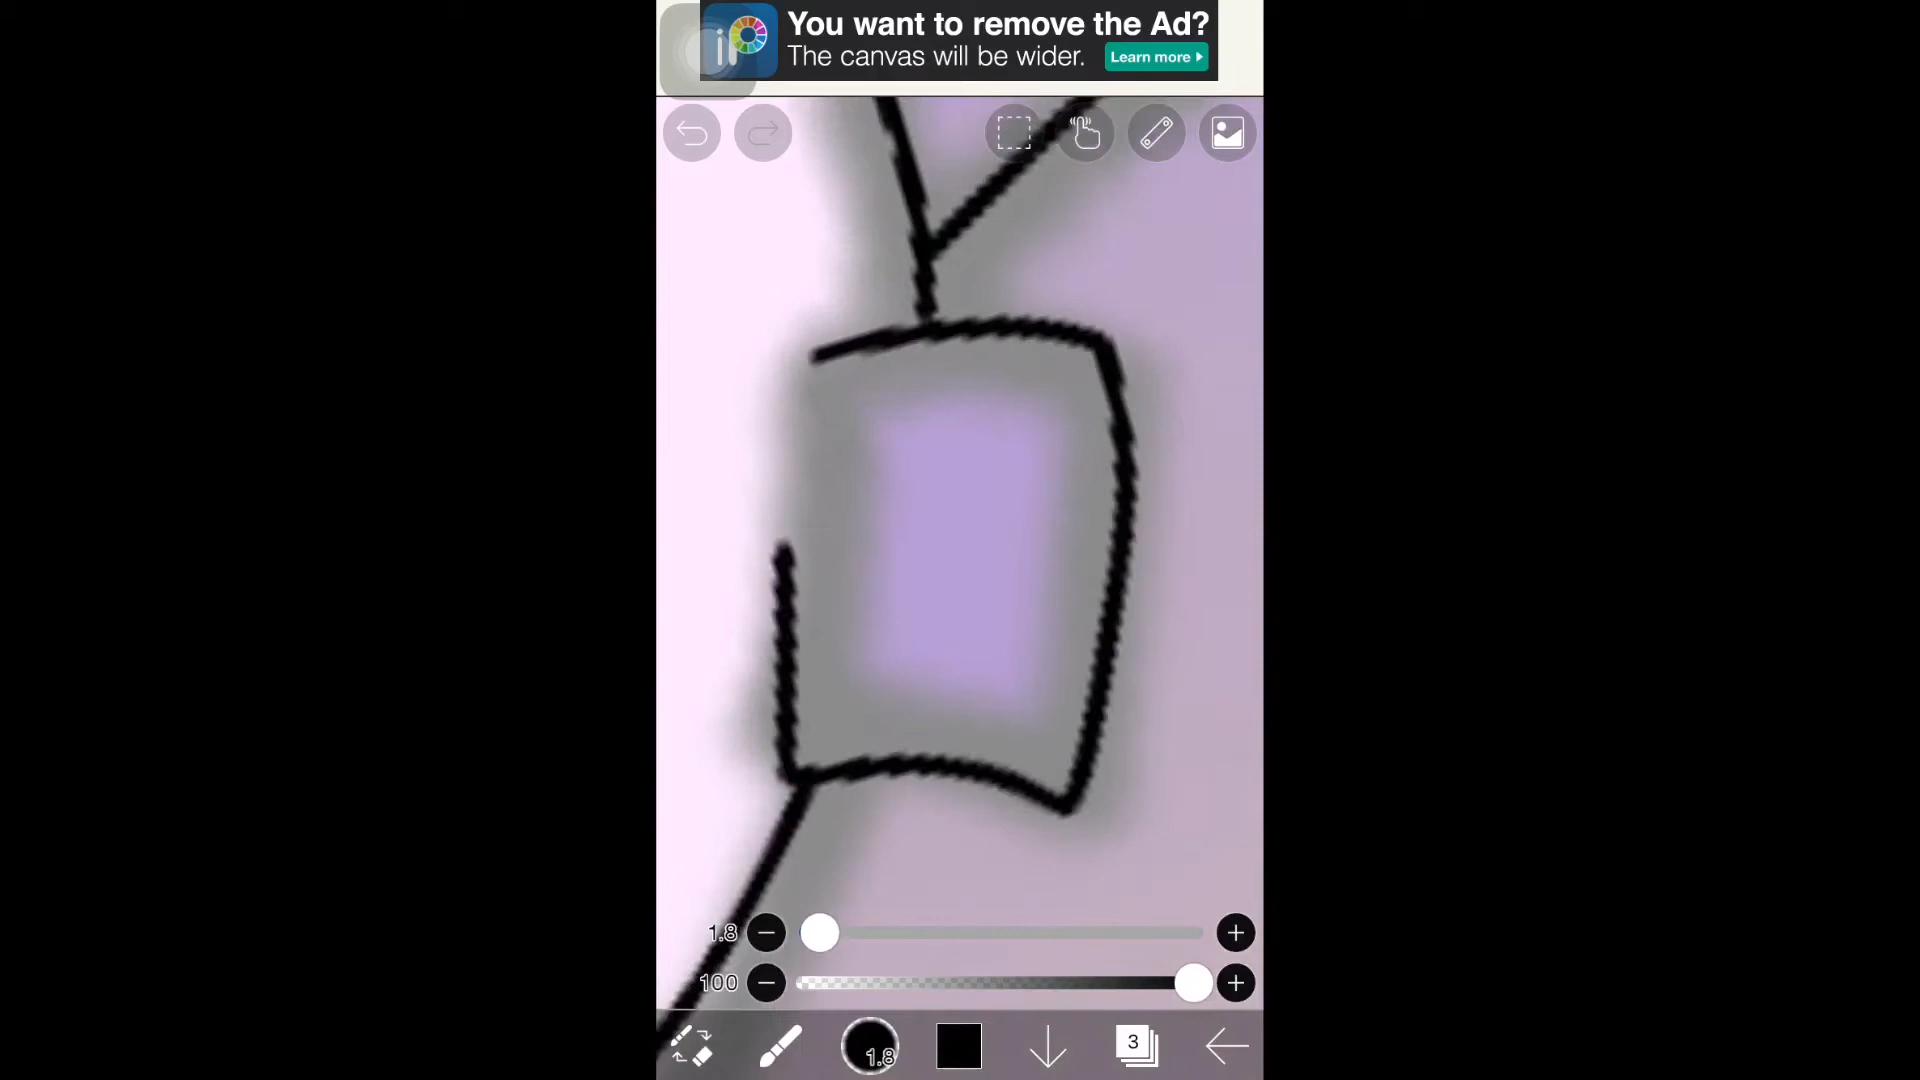 You want to remove the Ad?
The canvas will be wider.
Learn more
1.8
100
1.8
3